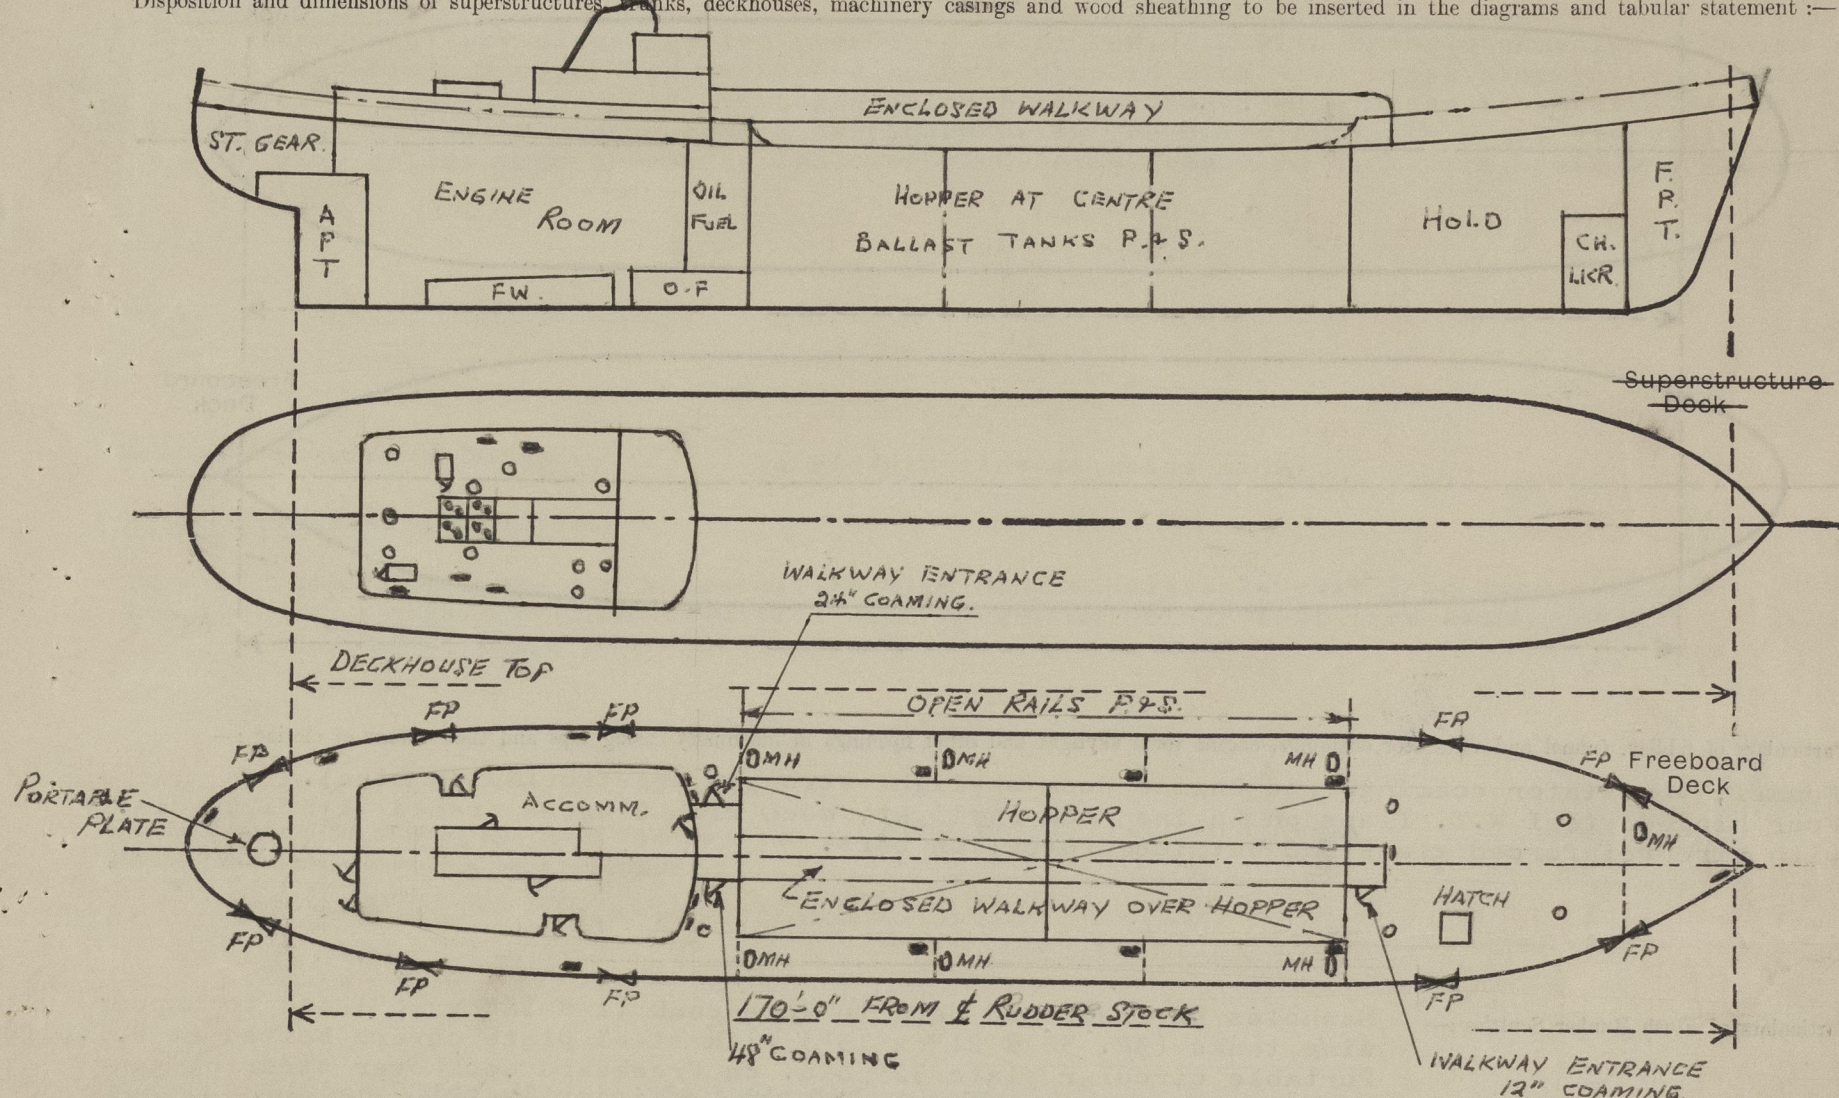 Disposition and dimensions of superstructures, trunks, deckhouses, machinery casings and wood sheathing to be inserted in the diagrams and tabular statement :—
ENCLOSED WALKWAY
ST. GEAR.
A
P
T
ENGINE
ROOM
OIL
FUEL
HOPPER AT CENTRE
BALLAST TANKS P. & S.
HOLD
F.
P.
T.
CH.
LKR.
FW.
O.F
Superstructure
Deck
WALKWAY ENTRANCE
24" COAMING.
DECKHOUSE TOP
OPEN RAILS P. & S.
FP
FP
FP
FP
FP
Freeboard
Deck
PORTABLE
PLATE
ACCOMM.
MH
MH
MH
HOPPER
MH
ENCLOSED WALKWAY OVER HOPPER
HATCH
MH
MH
MH
FP
FP
FP
FP
FP
170'-0" FROM ℄ RUDDER STOCK
48" COAMING
WALKWAY ENTRANCE
12" COAMING.